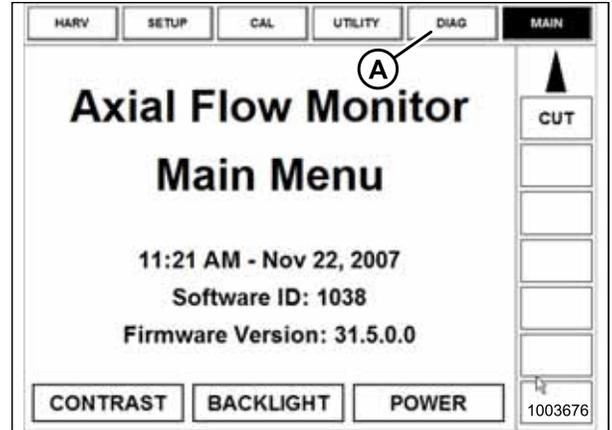 HARV SETUP CAL UTILITY DIAG MAIN
A
Axial Flow Monitor
CUT
Main Menu
11:21 AM - Nov 22, 2007
Software ID: 1038
Firmware Version: 31.5.0.0
CONTRAST BACKLIGHT POWER
1003676